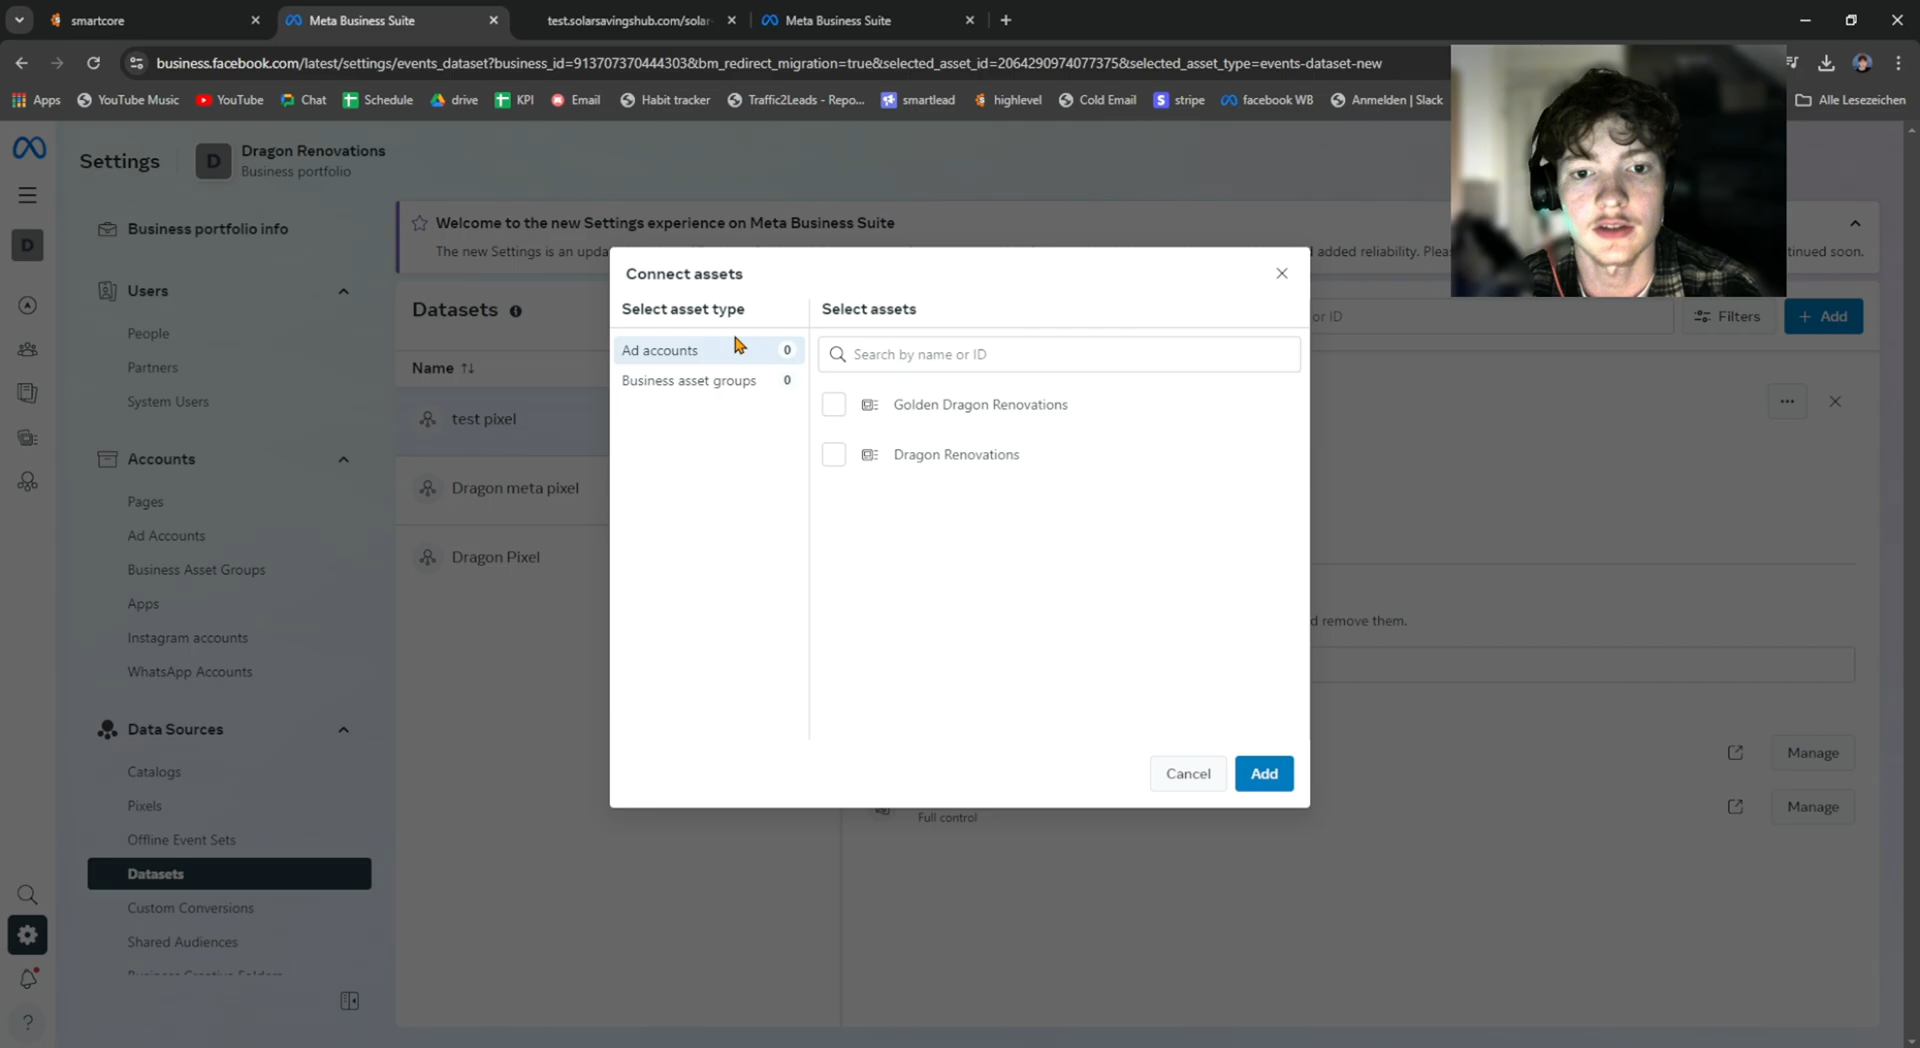 smartcore
Meta Business Suite
test.solarsavingshub.com/solar-
Meta Business Suite
business.facebook.com/latest/settings/events_dataset?business_id=913707370444303&bm_redirect_migration=true&selected_asset_id=2064290974077375&selected_asset_type=events-dataset-new
Apps
YouTube Music
YouTube
Chat
Schedule
drive
KPI
Email
Habit tracker
Traffic2Leads - Repo...
smartlead
highlevel
Cold Email
stripe
facebook WB
Anmelden | Slack
Alle Lesezeichen
Settings
D
Dragon Renovations
Business portfolio
D
Business portfolio info
Users
People
Partners
System Users
Accounts
Pages
Ad Accounts
Business Asset Groups
Apps
Instagram accounts
WhatsApp Accounts
Data Sources
Catalogs
Pixels
Offline Event Sets
Datasets
Custom Conversions
Shared Audiences
Welcome to the new Settings experience on Meta Business Suite
The new Settings is an upda
added reliability. Plea
tinued soon.
Datasets
or ID
Filters
+ Add
Name
test pixel
Dragon meta pixel
Dragon Pixel
Connect assets
Select asset type
Ad accounts 0
Business asset groups 0
Select assets
Search by name or ID
Golden Dragon Renovations
Dragon Renovations
Cancel
Add
d remove them.
Manage
Manage
Full control